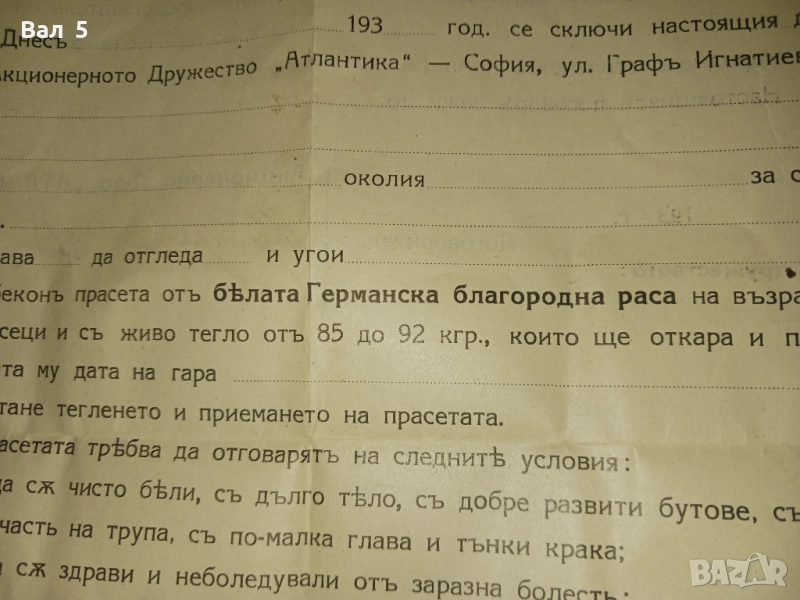 Вал 5
Днесъ 193 год. се сключи настоящия
Акционерното Дружество „Атлантика“ — София, ул. Графъ Игнатиев
околия за с
ава да отгледа и угои
беконъ прасета отъ бѣлата Германска благородна раса на възра
сеци и съ живо тегло отъ 85 до 92 кгр., които ще откара и п
ата му дата на гара
тане тегленето и приемането на прасетата.
асетата трѣбва да отговарятъ на следнитѣ условия:
да сѫ чисто бѣли, съ дълго тѣло, съ добре развити бутове, съ
часть на трупа, съ по-малка глава и тънки крака;
а сѫ здрави и неболедували отъ заразна болесть;
BAZAR